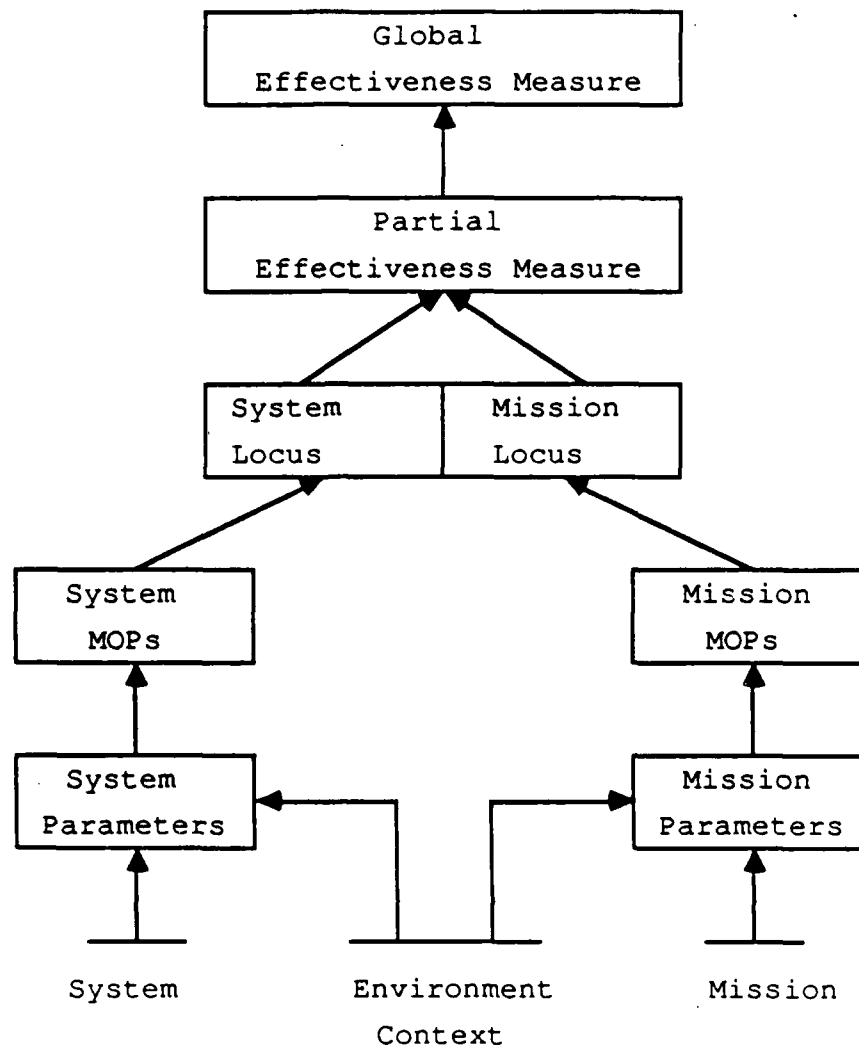 Global
Effectiveness Measure
Partial
Effectiveness Measure
System
Locus
Mission
Locus
System
MOPs
Mission
MOPs
System
Parameters
Mission
Parameters
System
Environment
Context
Mission